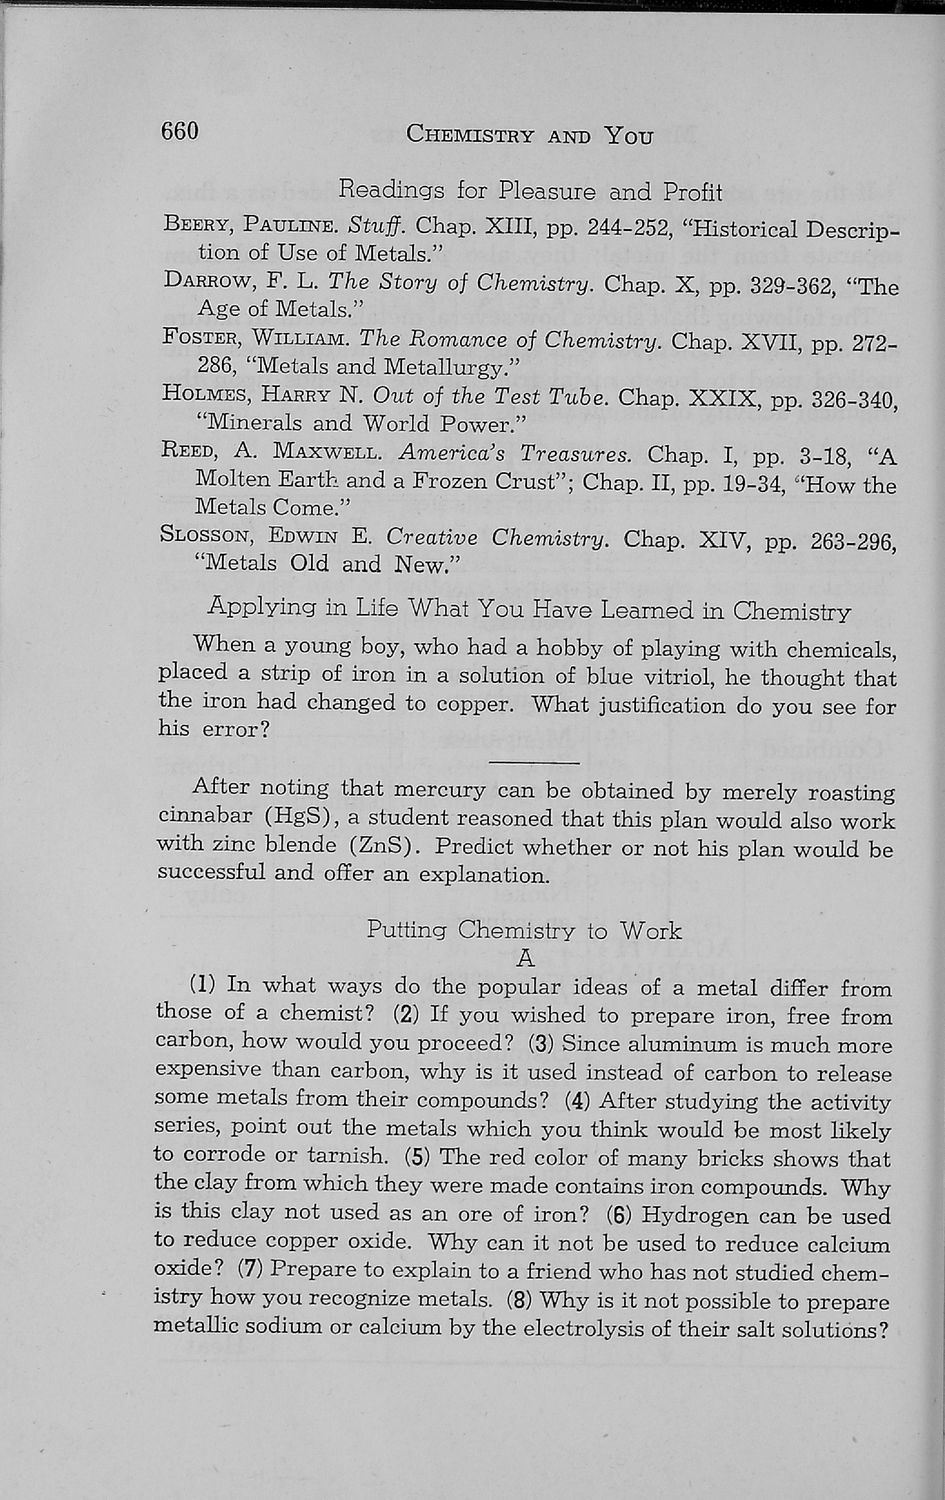 660 CHEMISTRY AND YOU
Readings for Pleasure and Profit
BEERY, PAULINE. Stuff. Chap. XIII, pp. 244-252, “Historical Descrip-
tion of Use of Metals.”
DARROW, F. L. The Story of Chemistry. Chap. X, pp. 329-362, “The
Age of Metals.”
FOSTER, WILLIAM. The Romance of Chemistry. Chap. XVII, pp. 272-
286, “Metals and Metallurgy.”
HOLMES, HARRY N. Out of the Test Tube. Chap. XXIX, pp. 326-340,
“Minerals and World Power.”
REED, A. MAXWELL. America’s Treasures. Chap. I, pp. 3-18, “A
Molten Earth and a Frozen Crust”; Chap. II, pp. 19-34, “How the
Metals Come.”
SLOSSON, EDWIN E. Creative Chemistry. Chap. XIV, pp. 263-296,
“Metals Old and New.”
Applying in Life What You Have Learned in Chemistry
When a young boy, who had a hobby of playing with chemicals,
placed a strip of iron in a solution of blue vitriol, he thought that
the iron had changed to copper. What justification do you see for
his error?
After noting that mercury can be obtained by merely roasting
cinnabar (HgS), a student reasoned that this plan would also work
with zinc blende (ZnS). Predict whether or not his plan would be
successful and offer an explanation.
Putting Chemistry to Work
A
(1) In what ways do the popular ideas of a metal differ from
those of a chemist? (2) If you wished to prepare iron, free from
carbon, how would you proceed? (3) Since aluminum is much more
expensive than carbon, why is it used instead of carbon to release
some metals from their compounds? (4) After studying the activity
series, point out the metals which you think would be most likely
to corrode or tarnish. (5) The red color of many bricks shows that
the clay from which they were made contains iron compounds. Why
is this clay not used as an ore of iron? (6) Hydrogen can be used
to reduce copper oxide. Why can it not be used to reduce calcium
oxide? (7) Prepare to explain to a friend who has not studied chem-
istry how you recognize metals. (8) Why is it not possible to prepare
metallic sodium or calcium by the electrolysis of their salt solutions?